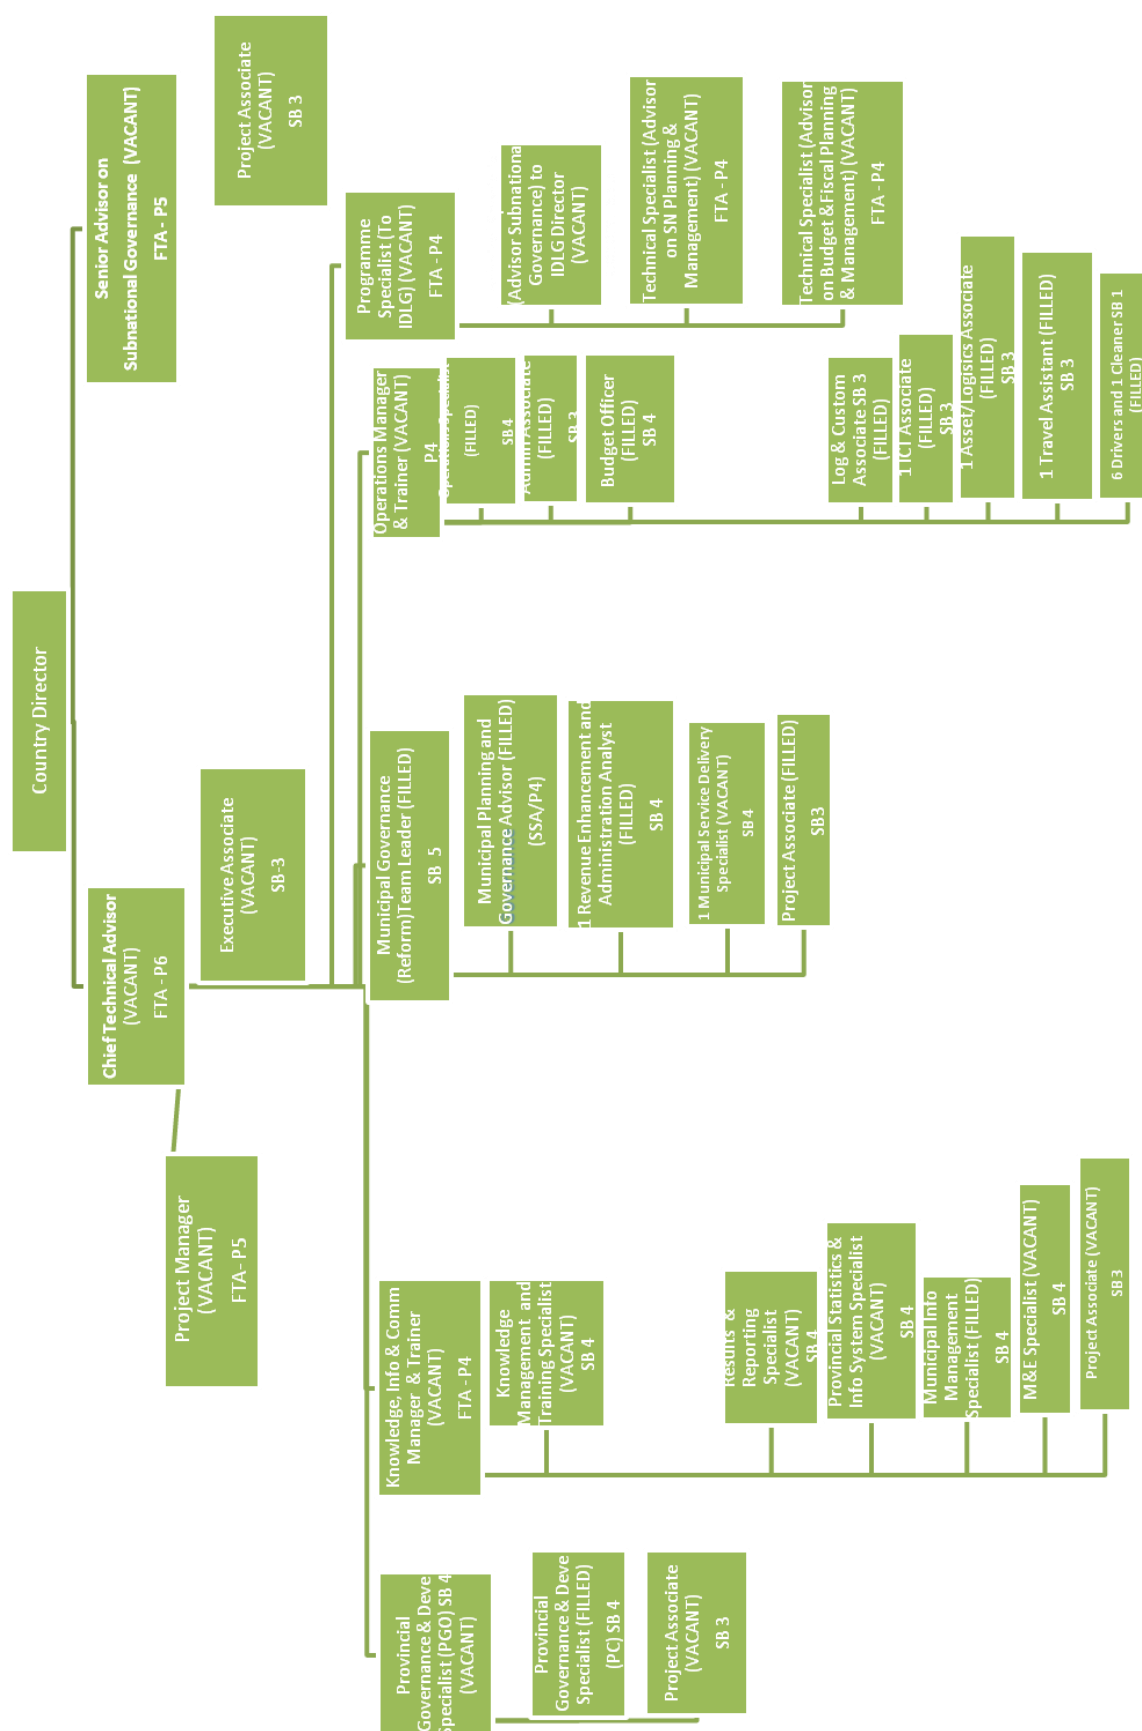 Country Director
Chief Technical Advisor
(VACANT)
FTA - P6
Senior Advisor on
Subnational Governance (VACANT)
FTA - P5
Project Manager
(VACANT)
FTA- P5
Executive Associate
(VACANT)
SB-3
Project Associate
(VACANT)
SB 3
Provincial
Governance & Deve
Specialist (PGO) SB 4
(VACANT)
Provincial
Governance & Deve
Specialist (FILLED)
(PC) SB 4
Project Associate
(VACANT)
SB 3
Knowledge, Info & Comm
Manager & Trainer
(VACANT)
FTA - P4
Knowledge
Management and
Training Specialist
(VACANT)
SB 4
Results &
Reporting
Specialist
(VACANT)
SB 4
Provincial Statistics &
Info System Specialist
(VACANT)
SB 4
Municipal Info
Management
Specialist (FILLED)
SB 4
M&E Specialist (VACANT)
SB 4
Project Associate (VACANT)
SB 3
Municipal Governance
(Reform)Team Leader (FILLED)
SB 5
Municipal Planning and
Governance Advisor (FILLED)
(SSA/P4)
1 Revenue Enhancement and
Administration Analyst
(FILLED)
SB 4
1 Municipal Service Delivery
Specialist (VACANT)
SB 4
Project Associate (FILLED)
SB3
Operations Manager
& Trainer (VACANT)
P4
Operations Specialist
(FILLED)
SB4
Admin Associate
(FILLED)
SB 3
Budget Officer
(FILLED)
SB 4
Log & Custom
Associate SB 3
(FILLED)
1 ICT Associate
(FILLED)
SB 3
1 Asset/Logisics Associate
(FILLED)
SB 3
1 Travel Assistant (FILLED)
SB 3
6 Drivers and 1 Cleaner SB 1
(FILLED)
Programme
Specialist (To
IDLG) (VACANT)
FTA - P4
(Advisor Subnationa
Governance) to
IDLG Director
(VACANT)
Technical Specialist (Advisor
on SN Planning &
Management) (VACANT)
FTA - P4
Technical Specialist (Advisor
on Budget &Fiscal Planning
& Management) (VACANT)
FTA - P4